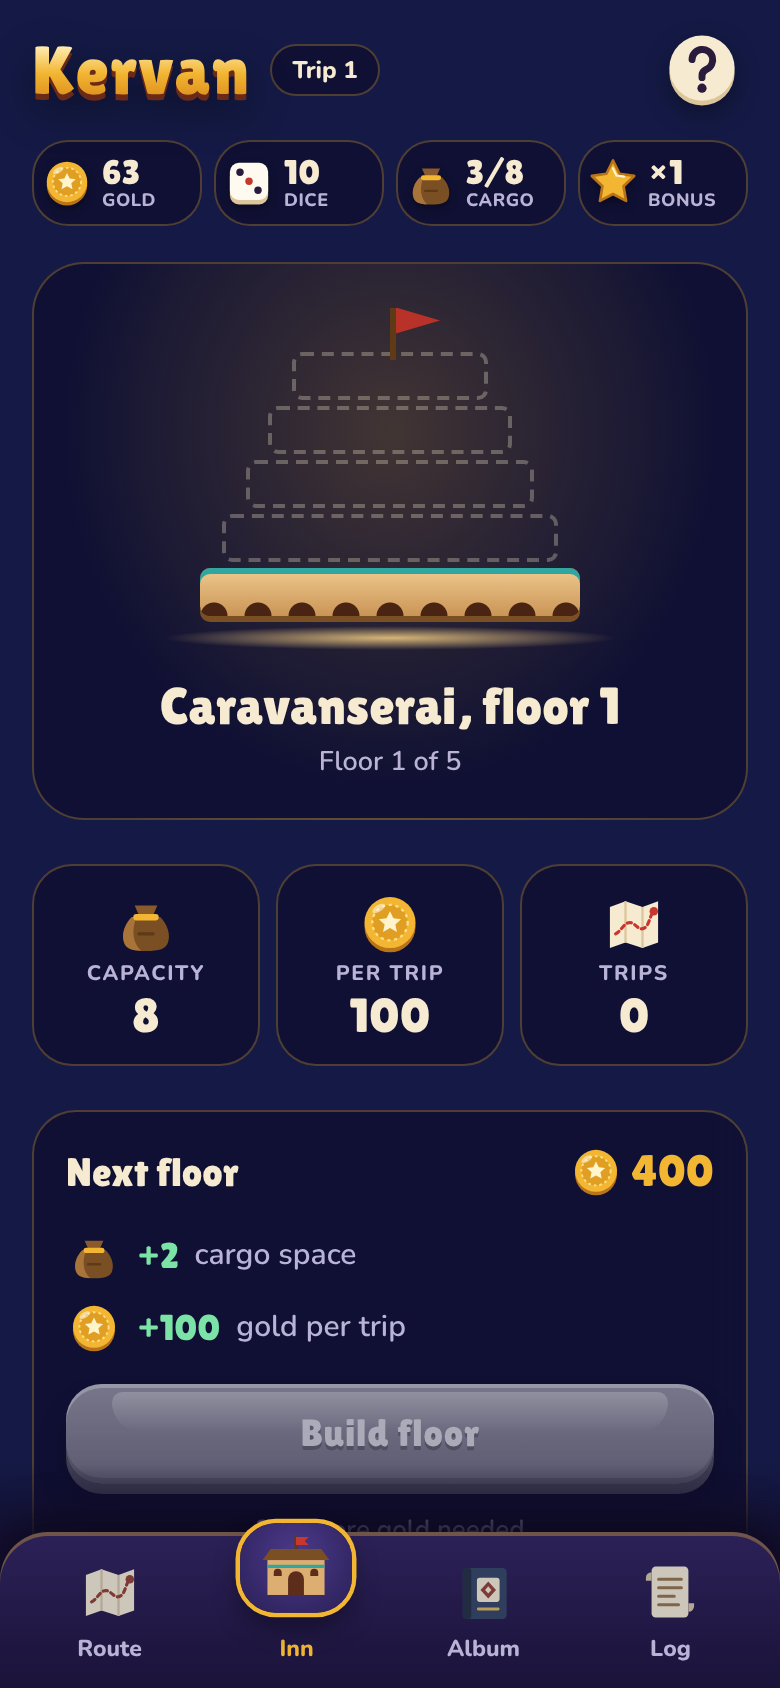 Kervan
Trip 1
?
63
GOLD
10
DICE
3/8
CARGO
×1
BONUS
Caravanserai, floor 1
Floor 1 of 5
CAPACITY
8
PER TRIP
100
TRIPS
0
Next floor
400
+2 cargo space
+100 gold per trip
Build floor
gold needed
Route
Inn
Album
Log